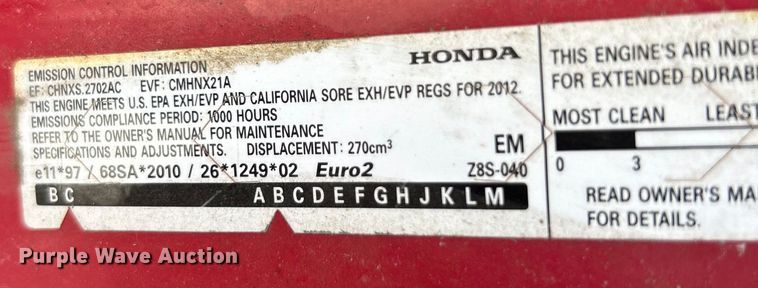 EMISSION CONTROL INFORMATION HONDA
EF: CHNXS.2702AC EVF: CMHNX21A
THIS ENGINE MEETS U.S. EPA EXH/EVP AND CALIFORNIA SORE EXH/EVP REGS FOR 2012.
EMISSIONS COMPLIANCE PERIOD: 1000 HOURS
REFER TO THE OWNER'S MANUAL FOR MAINTENANCE
SPECIFICATIONS AND ADJUSTMENTS. DISPLACEMENT: 270cm³ EM
e11*97 / 68SA*2010 / 26*1249*02 Euro2 Z8S-040
B C A B C D E F G H J K L M
THIS ENGINE'S AIR INDE
FOR EXTENDED DURAB
MOST CLEAN LEAST
0 3
READ OWNER'S MA
FOR DETAILS.
Purple Wave Auction